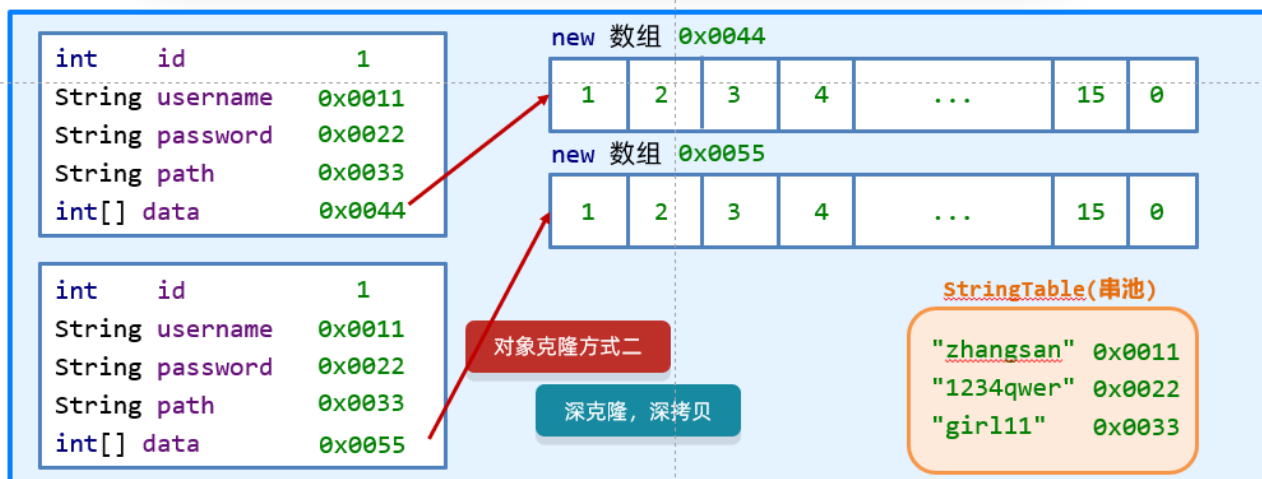 int id 1
String username 0x0011
String password 0x0022
String path 0x0033
int[] data 0x0044
new 数组 0x0044
1 2 3 4 ... 15 0
new 数组 0x0055
1 2 3 4 ... 15 0
int id 1
String username 0x0011
String password 0x0022
String path 0x0033
int[] data 0x0055
对象克隆方式二
深克隆，深拷贝
StringTable(串池)
"zhangsan" 0x0011
"1234qwer" 0x0022
"girl11" 0x0033